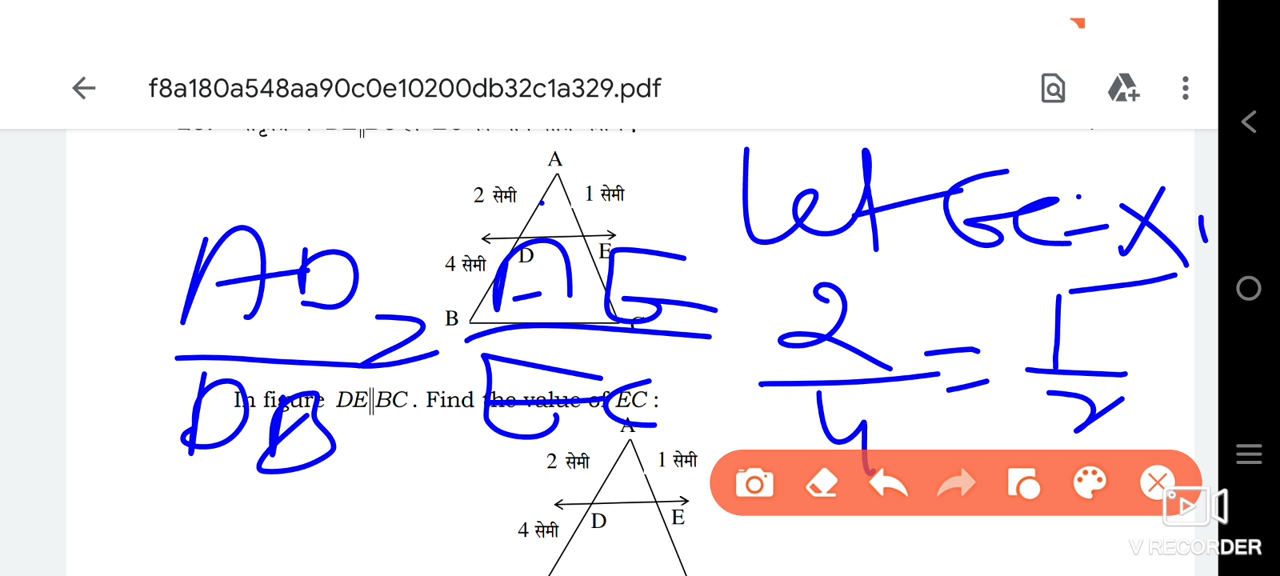 f8a180a548aa90c0e10200db32c1a329.pdf
A
2 सेमी
1 सेमी
D
E
4 सेमी
B
C
let EC = x
AD
DB
AE
EC
2
4
=
1
x
In figure DE||BC. Find the value of EC :
A
2 सेमी
1 सेमी
D
E
4 सेमी
V RECORDER